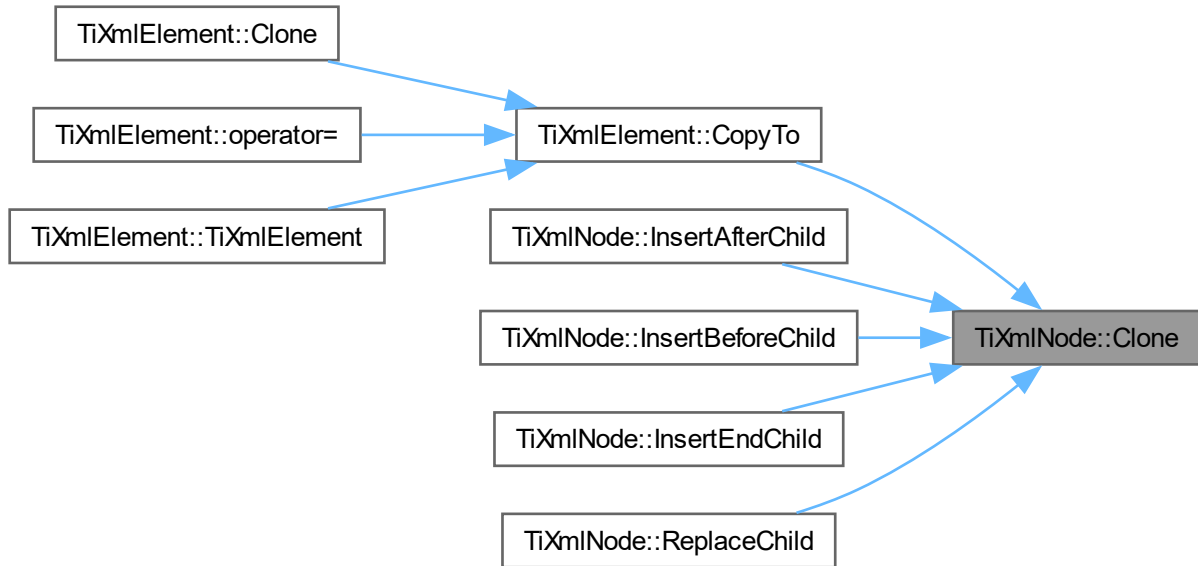 TiXmlElement::Clone
TiXmlElement::operator=
TiXmlElement::CopyTo
TiXmlElement::TiXmlElement
TiXmlNode::InsertAfterChild
TiXmlNode::InsertBeforeChild
TiXmlNode::Clone
TiXmlNode::InsertEndChild
TiXmlNode::ReplaceChild